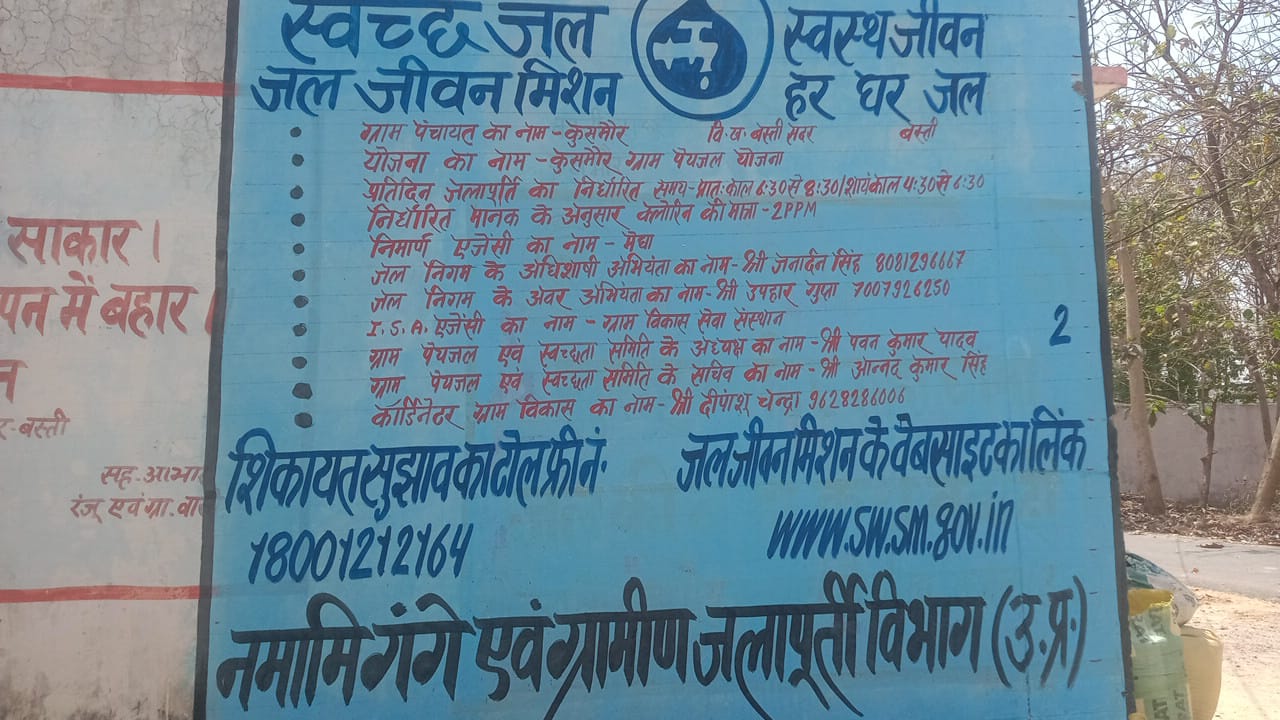 स्वच्छ जल
स्वस्थ जीवन
जल जीवन मिशन
हर घर जल
ग्राम पंचायत का नाम - कुसमौर वि.ख. बस्ती सदर बस्ती
योजना का नाम - कुसमौर ग्राम पेयजल योजना
प्रतिदिन जलापूर्ति का निर्धारित समय - प्रात:काल 6:30 से 8:30/शायंकाल 4:30 से 6:30
निर्धारित मानक के अनुसार क्लोरिन की मात्रा - 2PPM
निमार्ण एजेंसी का नाम - मेघा
जल निगम के अधिशाषी अभियंता का नाम - श्री जनार्दन सिंह 8081296667
जल निगम के अवर अभियंता का नाम - श्री उपहार गुप्ता 7007926250
I.S.A. एजेंसी का नाम - ग्राम विकास सेवा संस्थान
ग्राम पेयजल एवं स्वच्छता समिति के अध्यक्ष का नाम - श्री पवन कुमार यादव
ग्राम पेयजल एवं स्वच्छता समिति के सचिव का नाम - श्री आनन्द कुमार सिंह
कॉर्डिनेटर ग्राम विकास का नाम - श्री दीपाशू चन्द्रा 9628286006
2
शिकायत सुझाव का टोल फ्री नं.
18001212164
जल जीवन मिशन के वेबसाइट का लिंक
www.sw.sm.gov.in
नमामि गंगे एवं ग्रामीण जलापूर्ती विभाग (उ.प्र.)
साकार।
पन में बहार।
न
र-बस्ती
सह-आभा
रंजू एवं ग्रा.वा